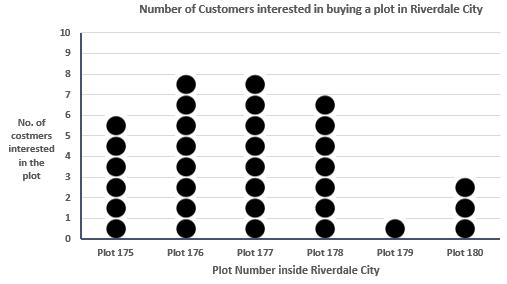 Number of Customers interested in buying a plot in Riverdale City
10
9
8
7
6
5
4
3
2
1
0
No. of
costmers
interested
in the
plot
Plot 175 Plot 176 Plot 177 Plot 178 Plot 179 Plot 180
Plot Number inside Riverdale City